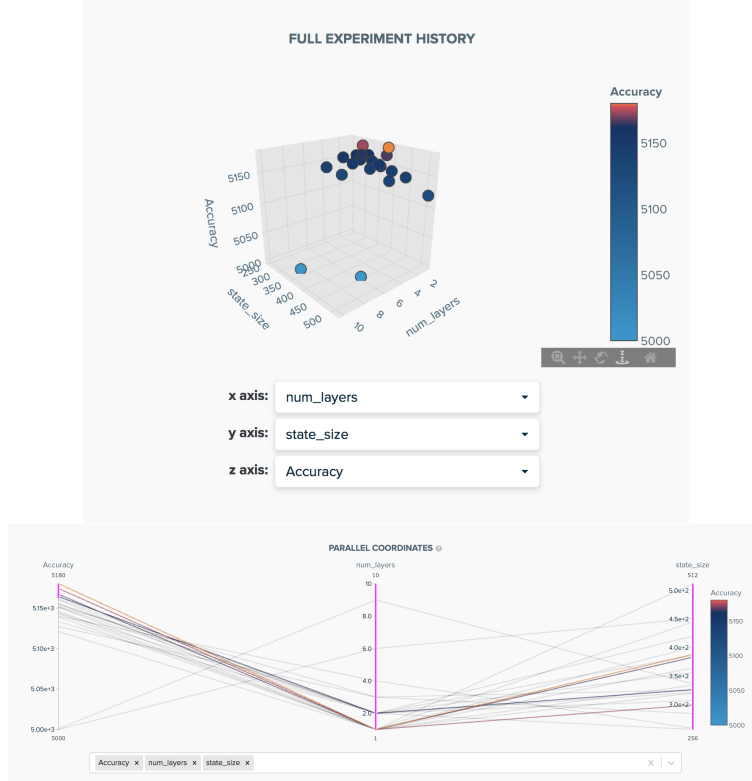 FULL EXPERIMENT HISTORY
Accuracy
5150
5100
5050
5000
Accuracy
5150
5100
5050
5000
250
300
350
400
450
500
state_size
10
8
6
4
2
num_layers
x axis: num_layers
y axis: state_size
z axis: Accuracy
PARALLEL COORDINATES ?
Accuracy num_layers state_size
5180 10 512
5.15e+3
5.10e+3
5.05e+3
5.00e+3
5000
10
8.0
6.0
4.0
2.0
1
5.0e+2
4.5e+2
4.0e+2
3.5e+2
3.0e+2
256
Accuracy
5150
5100
5050
5000
Accuracy x num_layers x state_size x